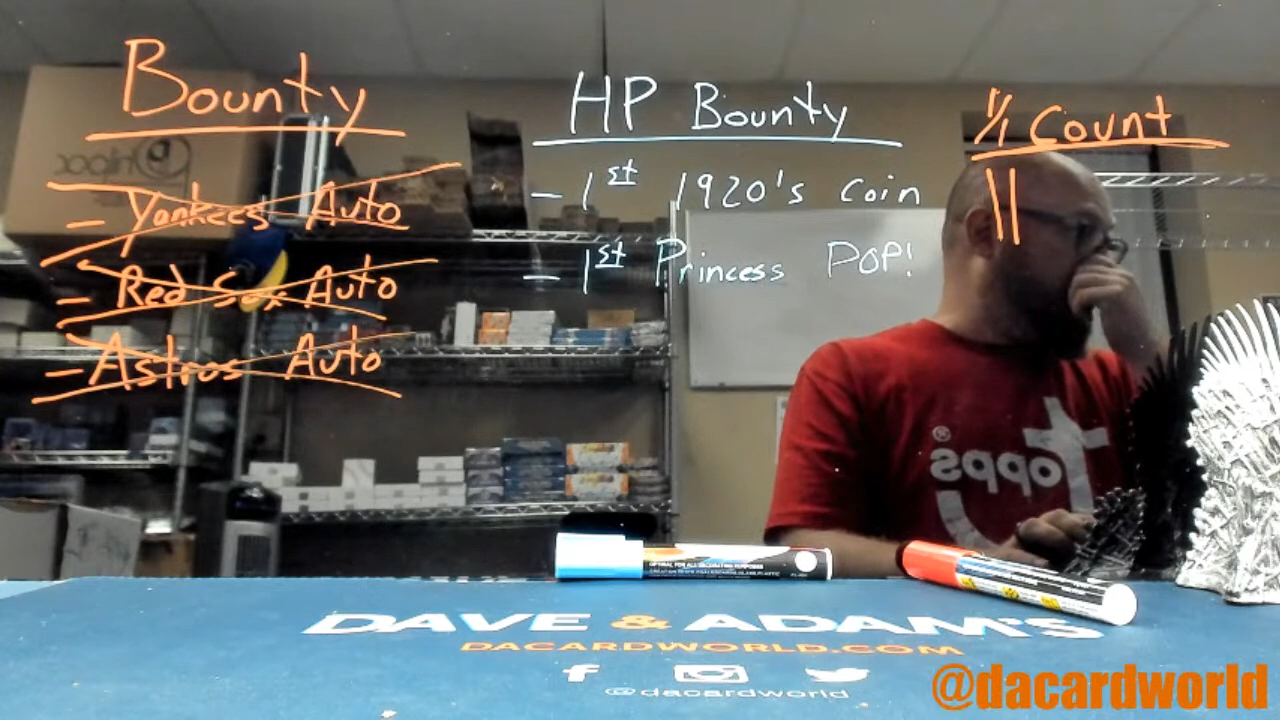 Bounty
- Yankees Auto
- Red Sox Auto
- Astros Auto
HP Bounty
- 1st 1920's Coin
- 1st Princess POP!
1/1 Count
||
topps®
DAVE & ADAM'S
DACARDWORLD.COM
@dacardworld
@dacardworld